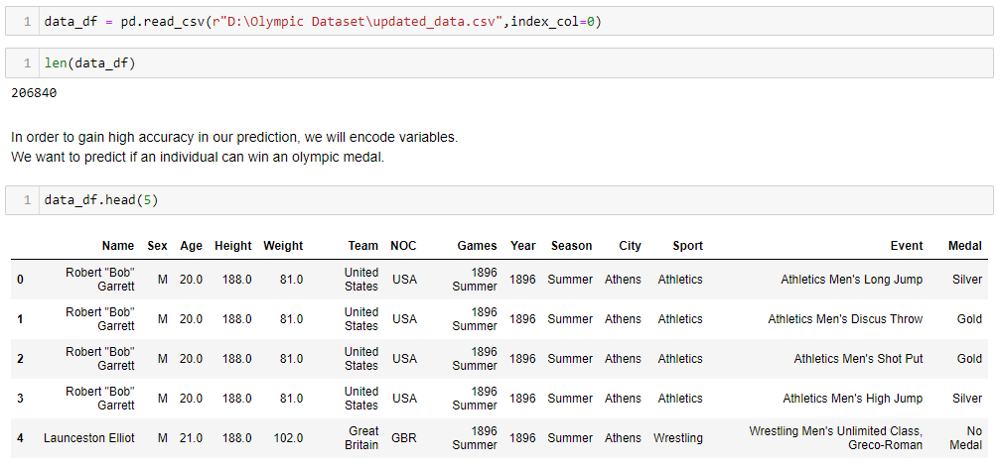 1 data_df = pd.read_csv(r"D:\Olympic Dataset\updated_data.csv",index_col=0)
1 len(data_df)
206840
In order to gain high accuracy in our prediction, we will encode variables.
We want to predict if an individual can win an olympic medal.
1 data_df.head(5)
Name Sex Age Height Weight Team NOC Games Year Season City Sport Event Medal
0 Robert "Bob" Garrett M 20.0 188.0 81.0 United States USA 1896 Summer 1896 Summer Athens Athletics Athletics Men's Long Jump Silver
1 Robert "Bob" Garrett M 20.0 188.0 81.0 United States USA 1896 Summer 1896 Summer Athens Athletics Athletics Men's Discus Throw Gold
2 Robert "Bob" Garrett M 20.0 188.0 81.0 United States USA 1896 Summer 1896 Summer Athens Athletics Athletics Men's Shot Put Gold
3 Robert "Bob" Garrett M 20.0 188.0 81.0 United States USA 1896 Summer 1896 Summer Athens Athletics Athletics Men's High Jump Silver
4 Launceston Elliot M 21.0 188.0 102.0 Great Britain GBR 1896 Summer 1896 Summer Athens Wrestling Wrestling Men's Unlimited Class, Greco-Roman No Medal